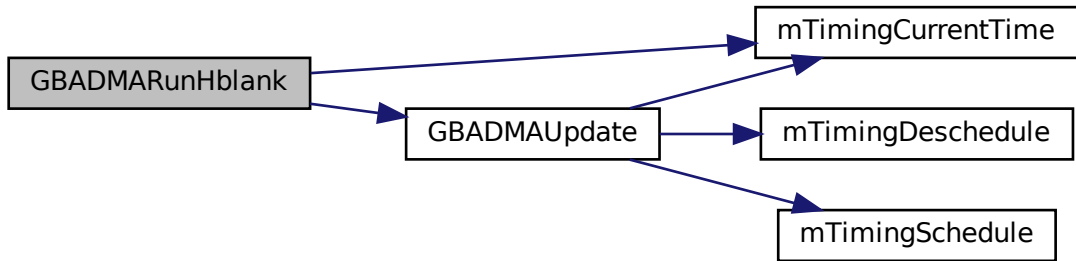 mTimingCurrentTime
GBADMARunHblank
GBADMAUpdate
mTimingDeschedule
mTimingSchedule